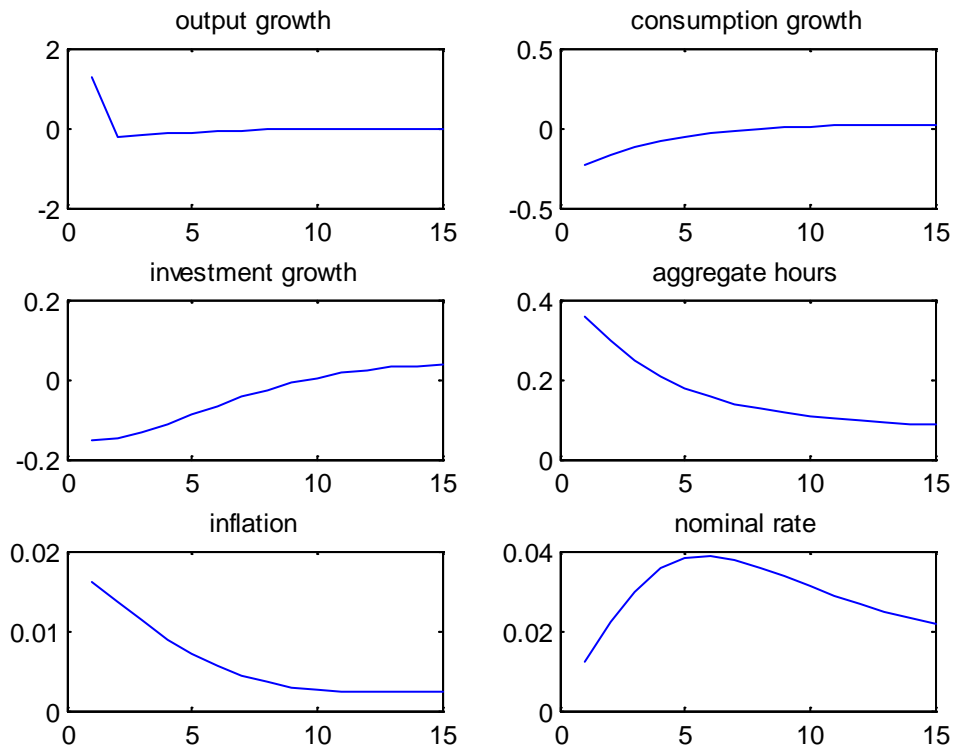 output growth
2
0
-2
0 5 10 15
consumption growth
0.5
0
-0.5
0 5 10 15
investment growth
0.2
0
-0.2
0 5 10 15
aggregate hours
0.4
0.2
0
0 5 10 15
inflation
0.02
0.01
0
0 5 10 15
nominal rate
0.04
0.02
0
0 5 10 15